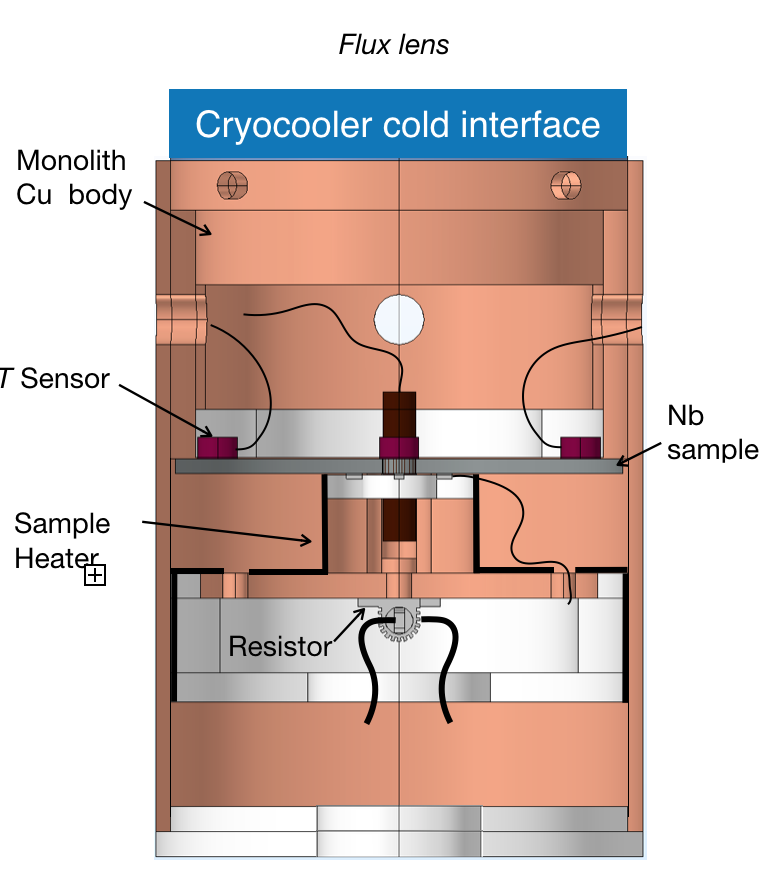 Flux lens
Cryocooler cold interface
Monolith
Cu body
T Sensor
Nb
sample
Sample
Heater
Resistor